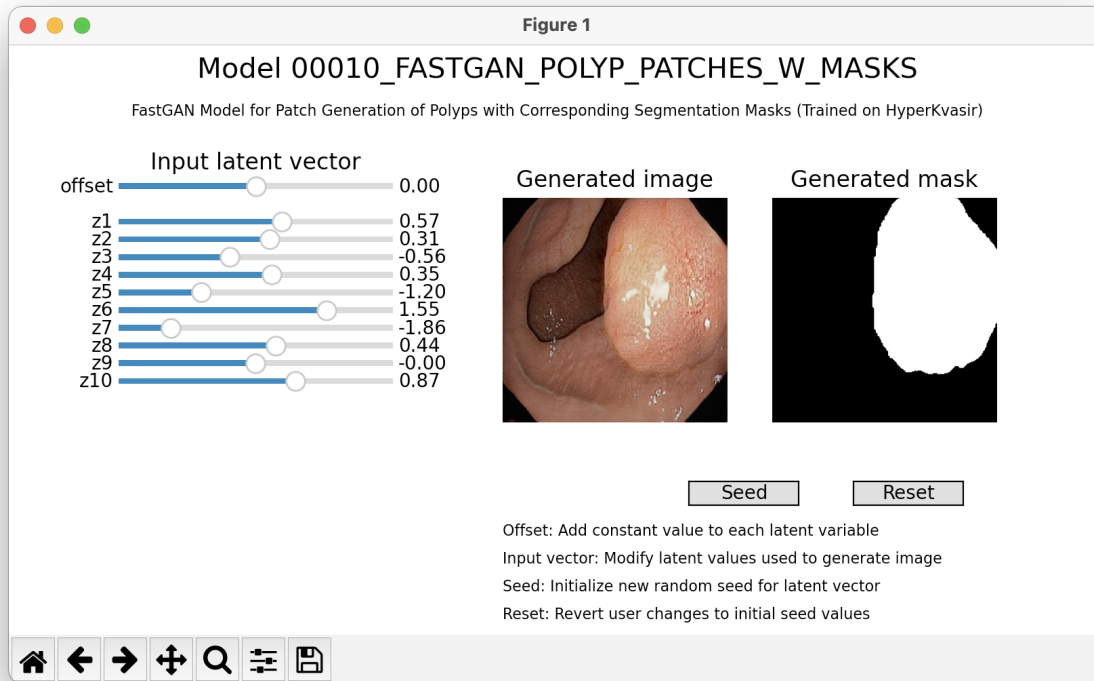 Figure 1
Model 00010_FASTGAN_POLYP_PATCHES_W_MASKS
FastGAN Model for Patch Generation of Polyps with Corresponding Segmentation Masks (Trained on HyperKvasir)
Input latent vector
offset 0.00
z1 0.57
z2 0.31
z3 -0.56
z4 0.35
z5 -1.20
z6 1.55
z7 -1.86
z8 0.44
z9 -0.00
z10 0.87
Generated image
Generated mask
Seed
Reset
Offset: Add constant value to each latent variable
Input vector: Modify latent values used to generate image
Seed: Initialize new random seed for latent vector
Reset: Revert user changes to initial seed values